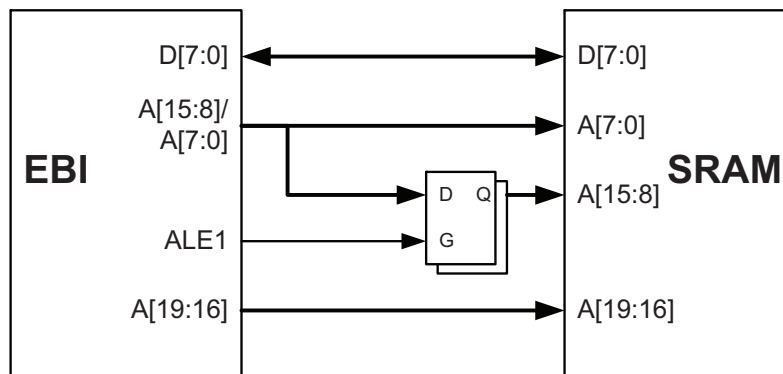 D[7:0]
D[7:0]
A[15:8]/
A[7:0]
A[7:0]
EBI
SRAM
D
Q
A[15:8]
ALE1
G
A[19:16]
A[19:16]